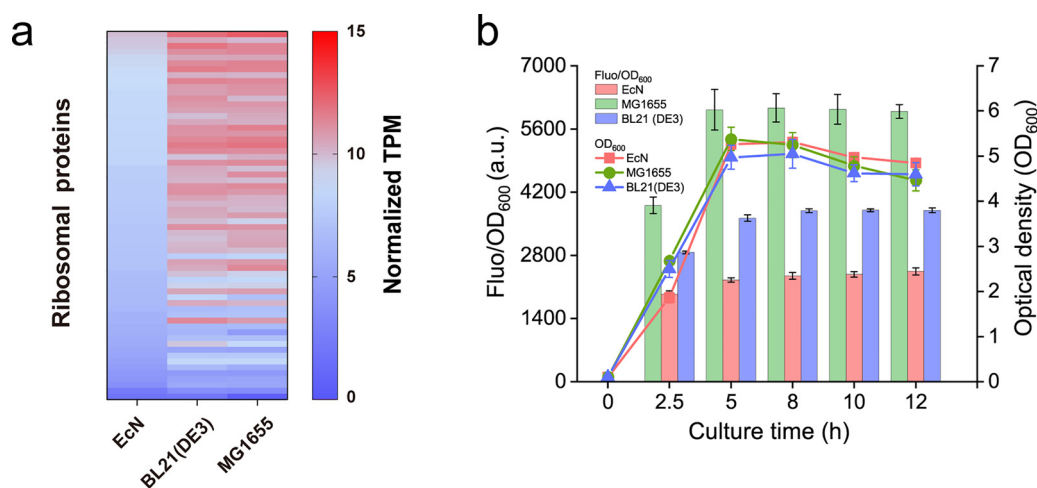 a
Ribosomal proteins
EcN
BL21(DE3)
MG1655
15
10
5
0
Normalized TPM
b
Fluo/OD600 (a.u.)
7000
5600
4200
2800
1400
0
Fluo/OD600
EcN
MG1655
BL21 (DE3)
OD600
EcN
MG1655
BL21(DE3)
7
6
5
4
3
2
1
0
Optical density (OD600)
0 2.5 5 8 10 12
Culture time (h)